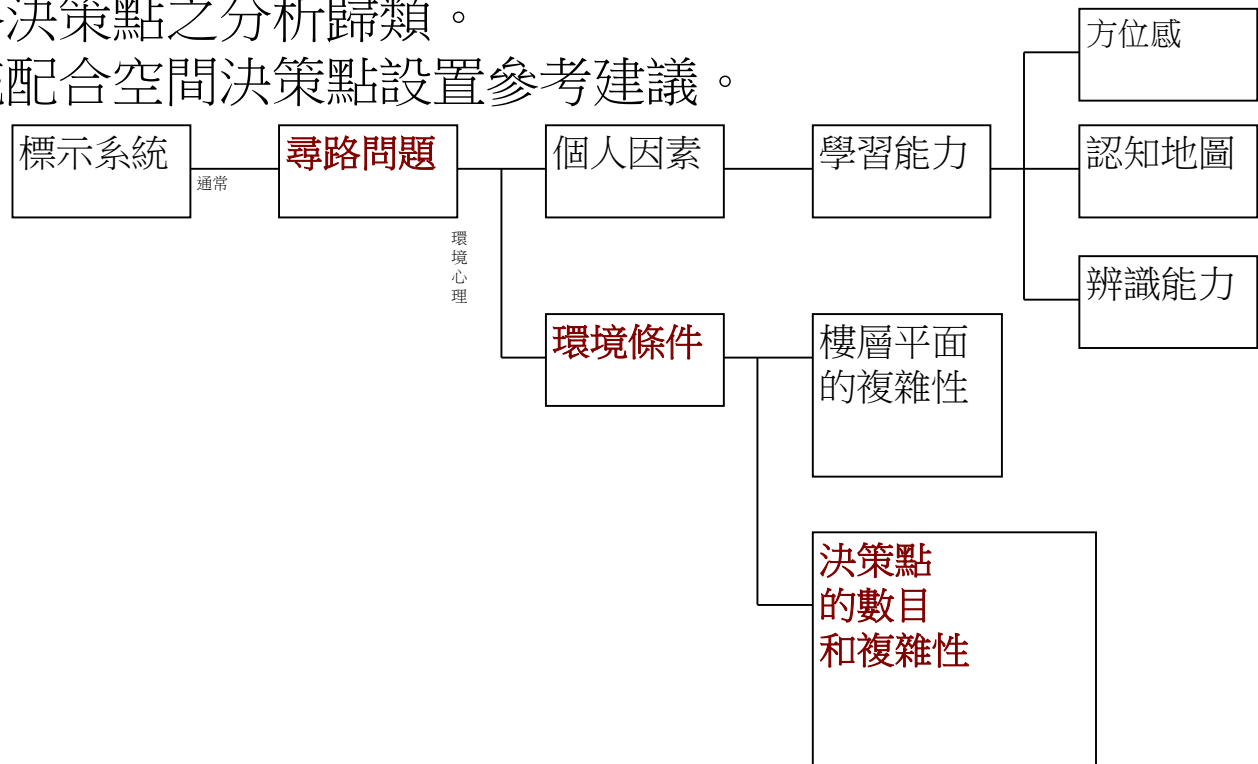 決策點之分析歸類。
配合空間決策點設置參考建議。
標示系統
通常
尋路問題
環境心理
個人因素
學習能力
方位感
認知地圖
辨識能力
環境條件
樓層平面
的複雜性
決策點
的數目
和複雜性